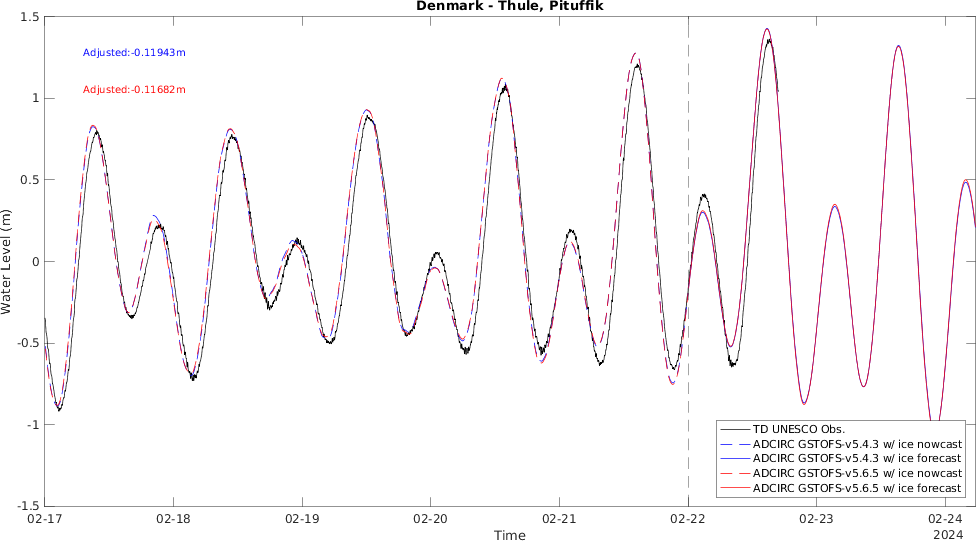 Denmark - Thule, Pituffik
1.5
Adjusted:-0.11943m
Adjusted:-0.11682m
1
0.5
0
-0.5
-1
-1.5
Water Level (m)
TD UNESCO Obs.
ADCIRC GSTOFS-v5.4.3 w/ ice nowcast
ADCIRC GSTOFS-v5.4.3 w/ ice forecast
ADCIRC GSTOFS-v5.6.5 w/ ice nowcast
ADCIRC GSTOFS-v5.6.5 w/ ice forecast
02-17 02-18 02-19 02-20 02-21 02-22 02-23 02-24
Time 2024